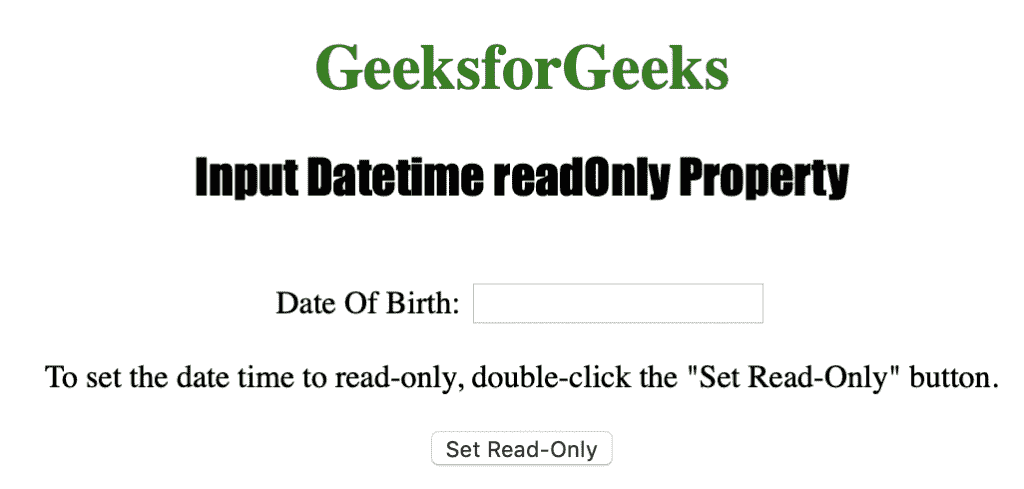 GeeksforGeeks
Input Datetime readOnly Property
Date Of Birth:
To set the date time to read-only, double-click the "Set Read-Only" button.
Set Read-Only